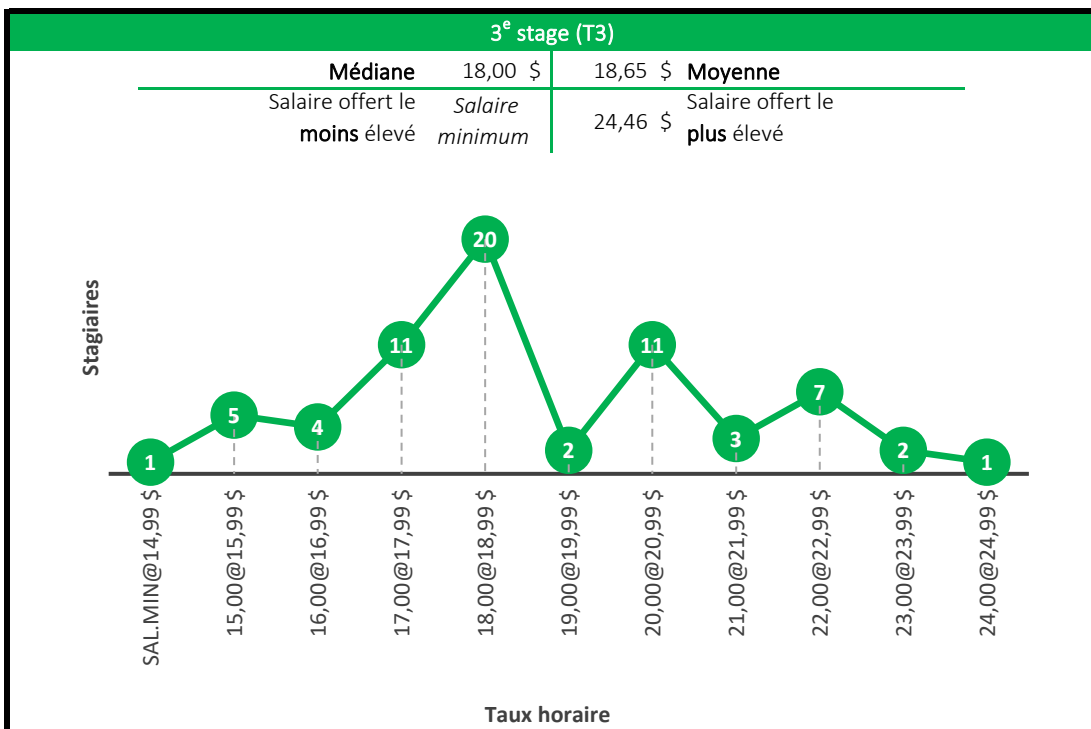 3e stage (T3)
Médiane 18,00 $ 18,65 $ Moyenne
Salaire offert le moins élevé Salaire minimum 24,46 $ Salaire offert le plus élevé
Stagiaires
1 5 4 11 20 2 11 3 7 2 1
SAL.MIN@14,99 $
15,00@15,99 $
16,00@16,99 $
17,00@17,99 $
18,00@18,99 $
19,00@19,99 $
20,00@20,99 $
21,00@21,99 $
22,00@22,99 $
23,00@23,99 $
24,00@24,99 $
Taux horaire